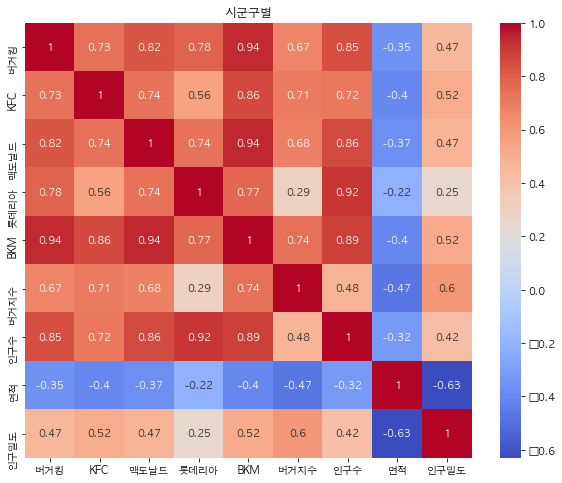 시군구별
버거킹 1 0.73 0.82 0.78 0.94 0.67 0.85 -0.35 0.47
KFC 0.73 1 0.74 0.56 0.86 0.71 0.72 -0.4 0.52
맥도날드 0.82 0.74 1 0.74 0.94 0.68 0.86 -0.37 0.47
롯데리아 0.78 0.56 0.74 1 0.77 0.29 0.92 -0.22 0.25
BKM 0.94 0.86 0.94 0.77 1 0.74 0.89 -0.4 0.52
버거지수 0.67 0.71 0.68 0.29 0.74 1 0.48 -0.47 0.6
인구수 0.85 0.72 0.86 0.92 0.89 0.48 1 -0.32 0.42
면적 -0.35 -0.4 -0.37 -0.22 -0.4 -0.47 -0.32 1 -0.63
인구밀도 0.47 0.52 0.47 0.25 0.52 0.6 0.42 -0.63 1
버거킹 KFC 맥도날드 롯데리아 BKM 버거지수 인구수 면적 인구밀도
1.0
0.8
0.6
0.4
0.2
0.0
□0.2
□0.4
□0.6